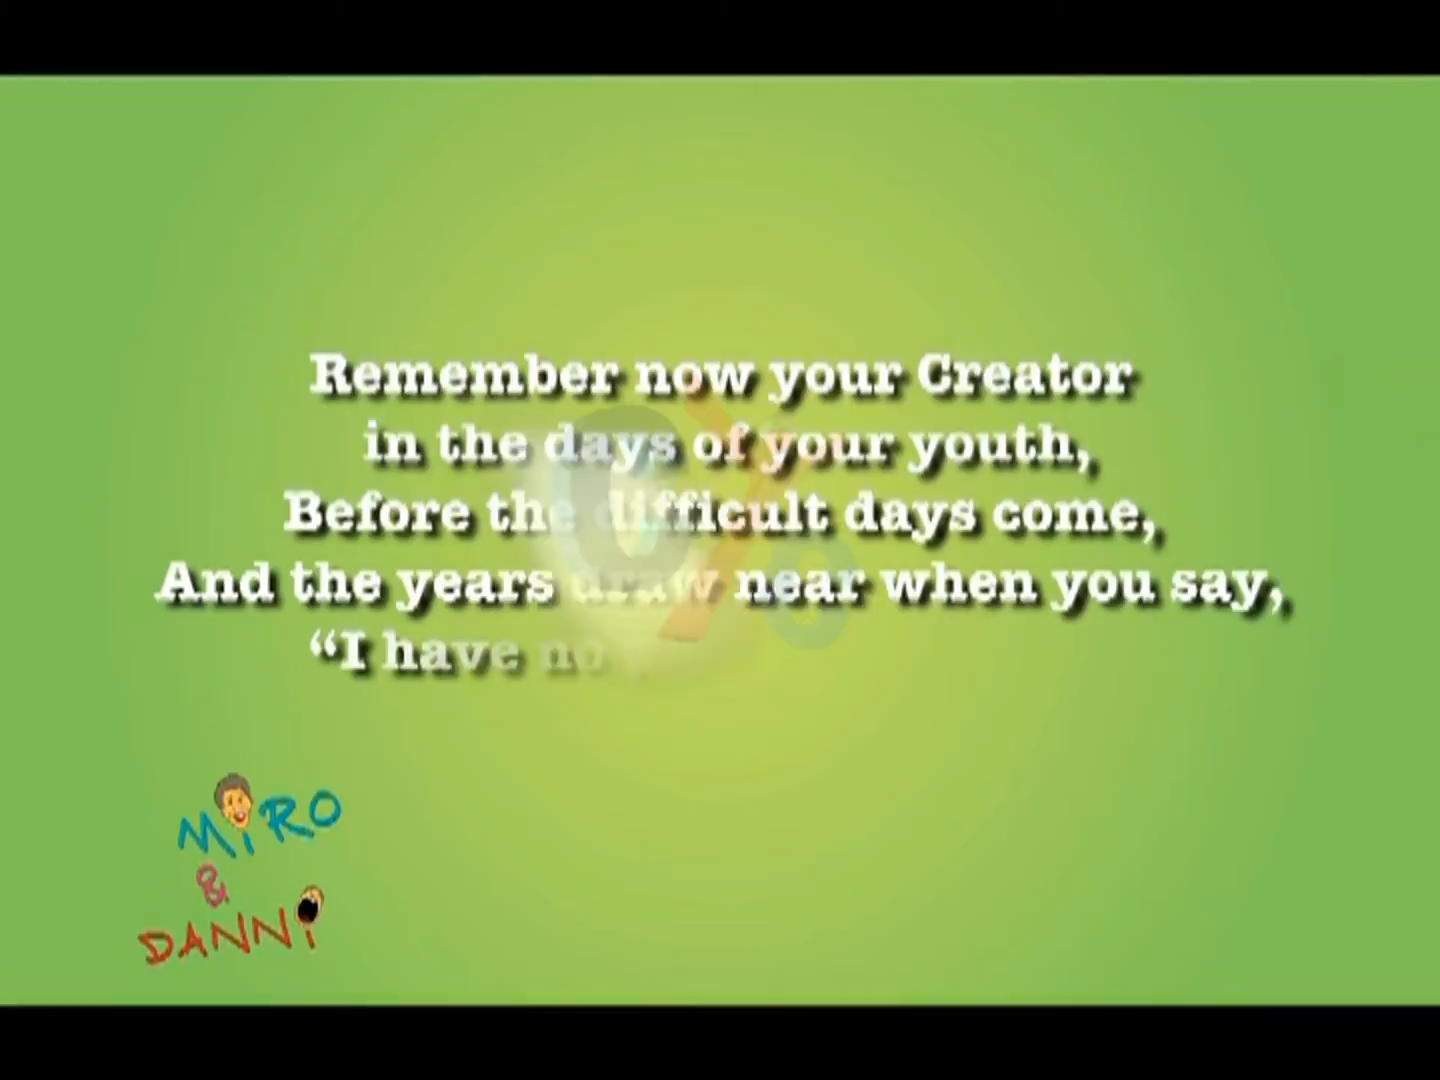 Remember now your Creator
in the days of your youth,
Before the difficult days come,
And the years draw near when you say,
“I have no
MiRO
&
DANNi